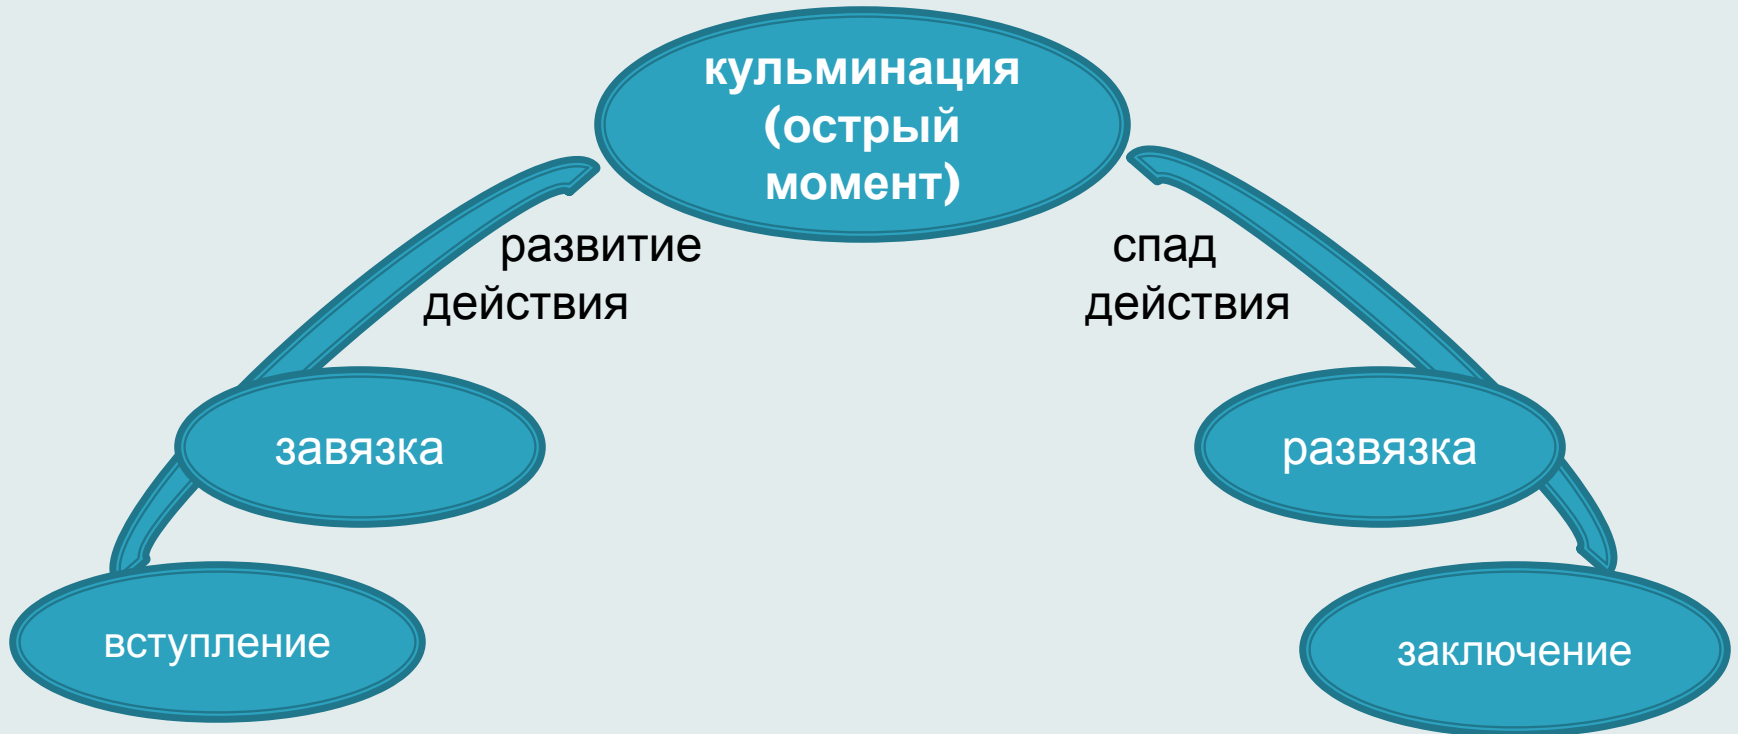 кульминация
(острый
момент)
развитие
действия
спад
действия
завязка
развязка
вступление
заключение